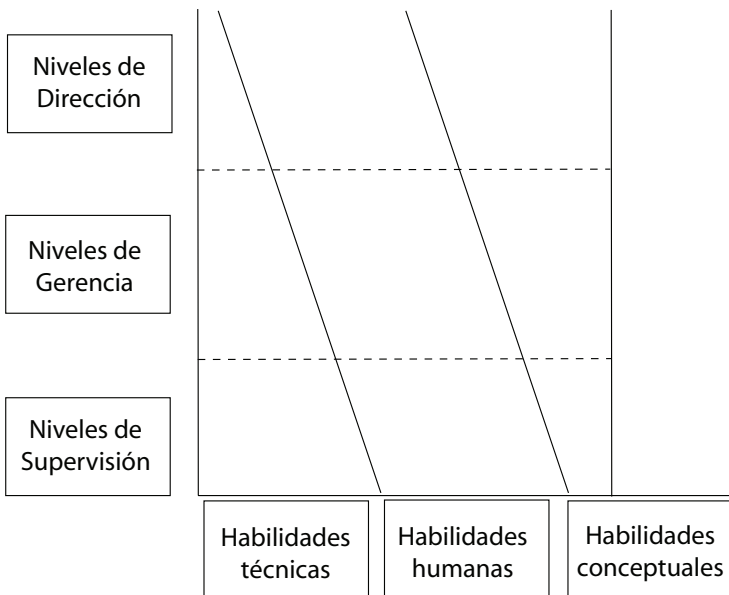 Niveles de
Dirección
Niveles de
Gerencia
Niveles de
Supervisión
Habilidades
técnicas
Habilidades
humanas
Habilidades
conceptuales